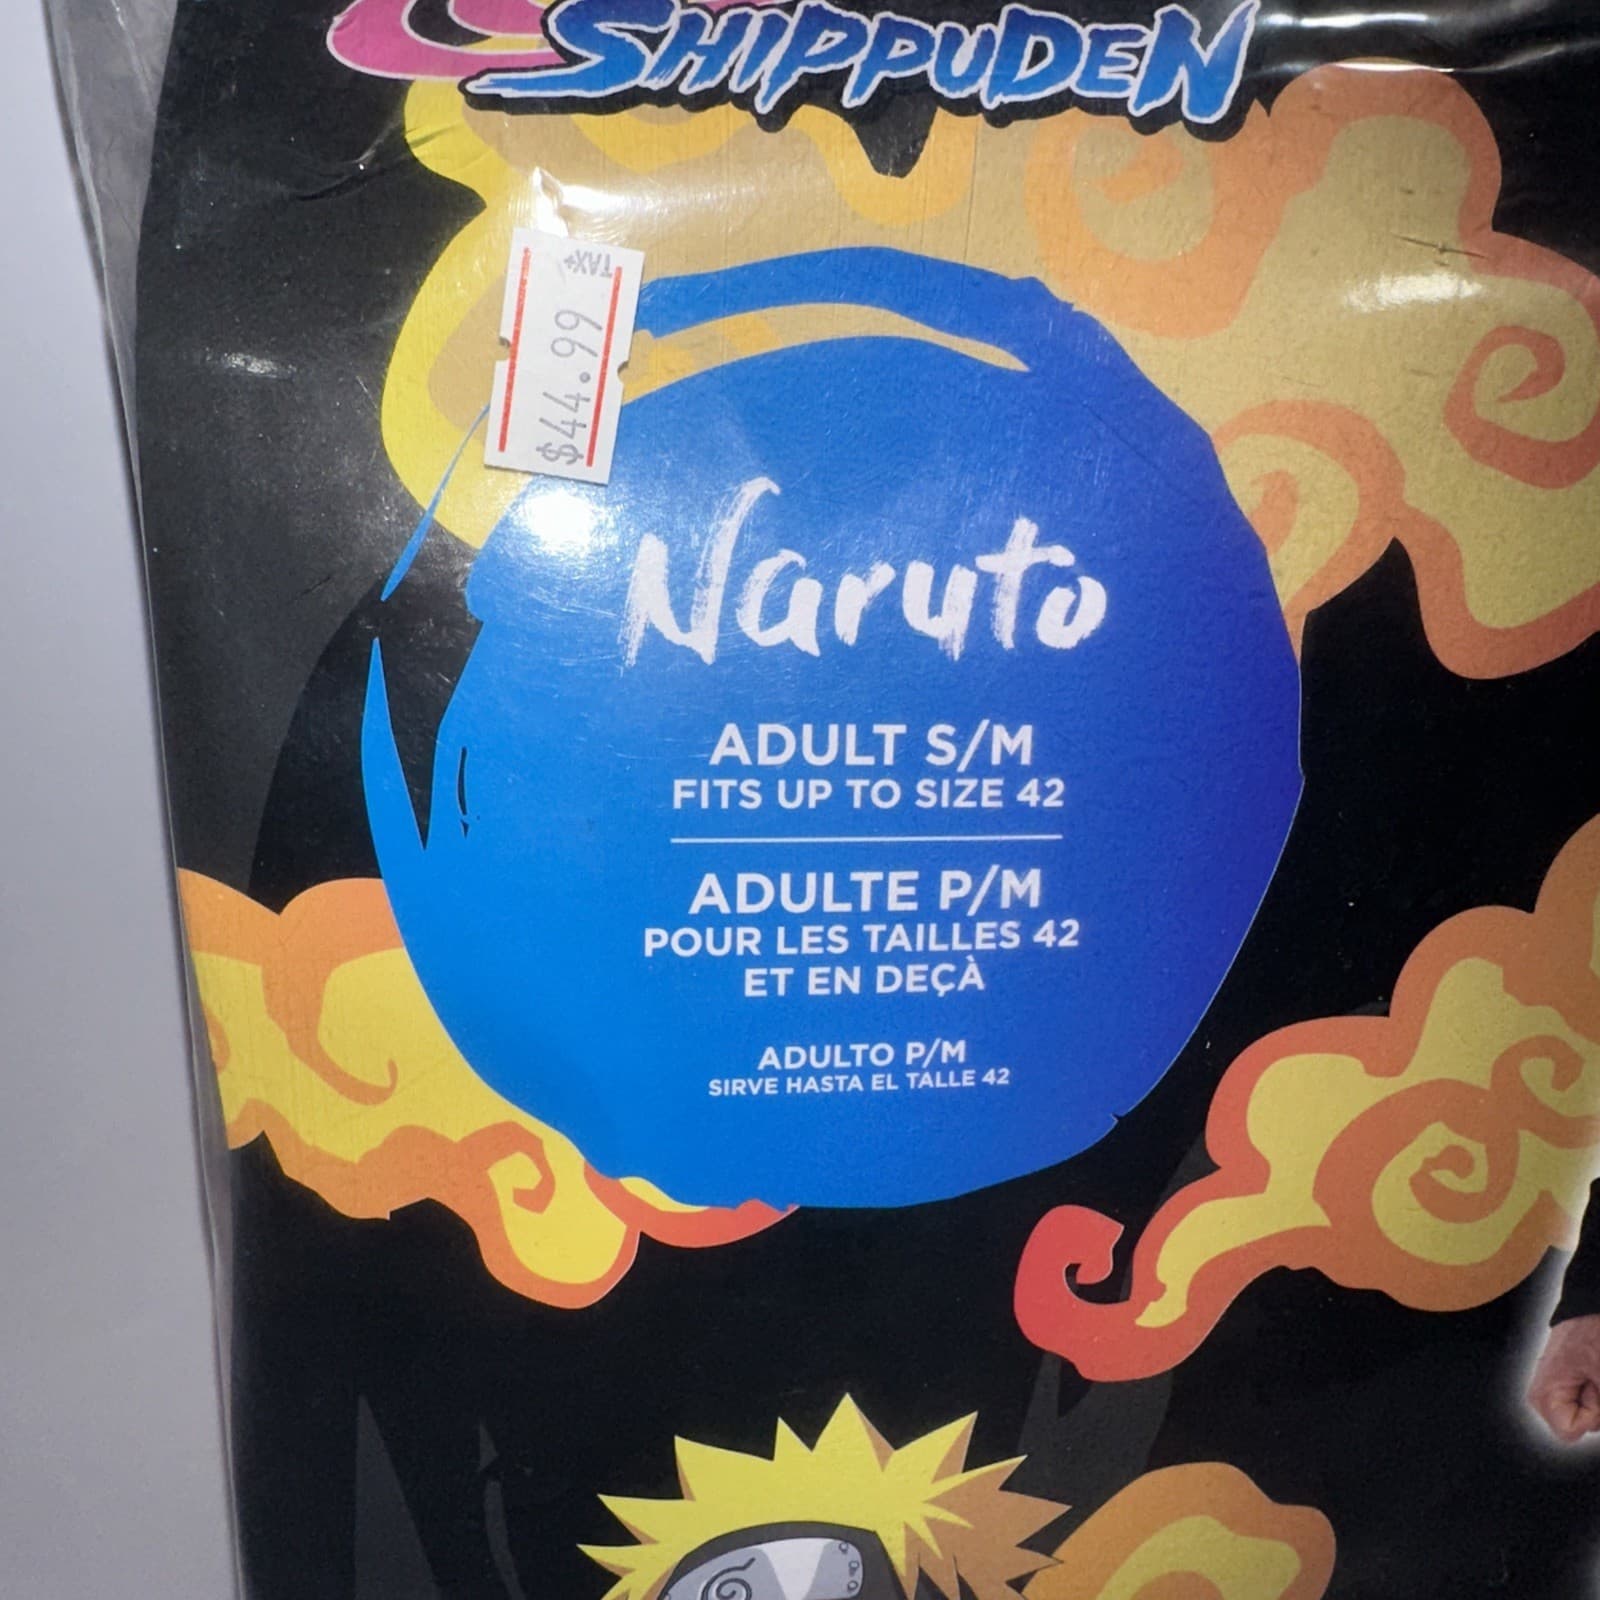 SHIPPUDEN
TAX+
$44.99
Naruto
ADULT S/M
FITS UP TO SIZE 42
ADULTE P/M
POUR LES TAILLES 42
ET EN DEÇÀ
ADULTO P/M
SIRVE HASTA EL TALLE 42